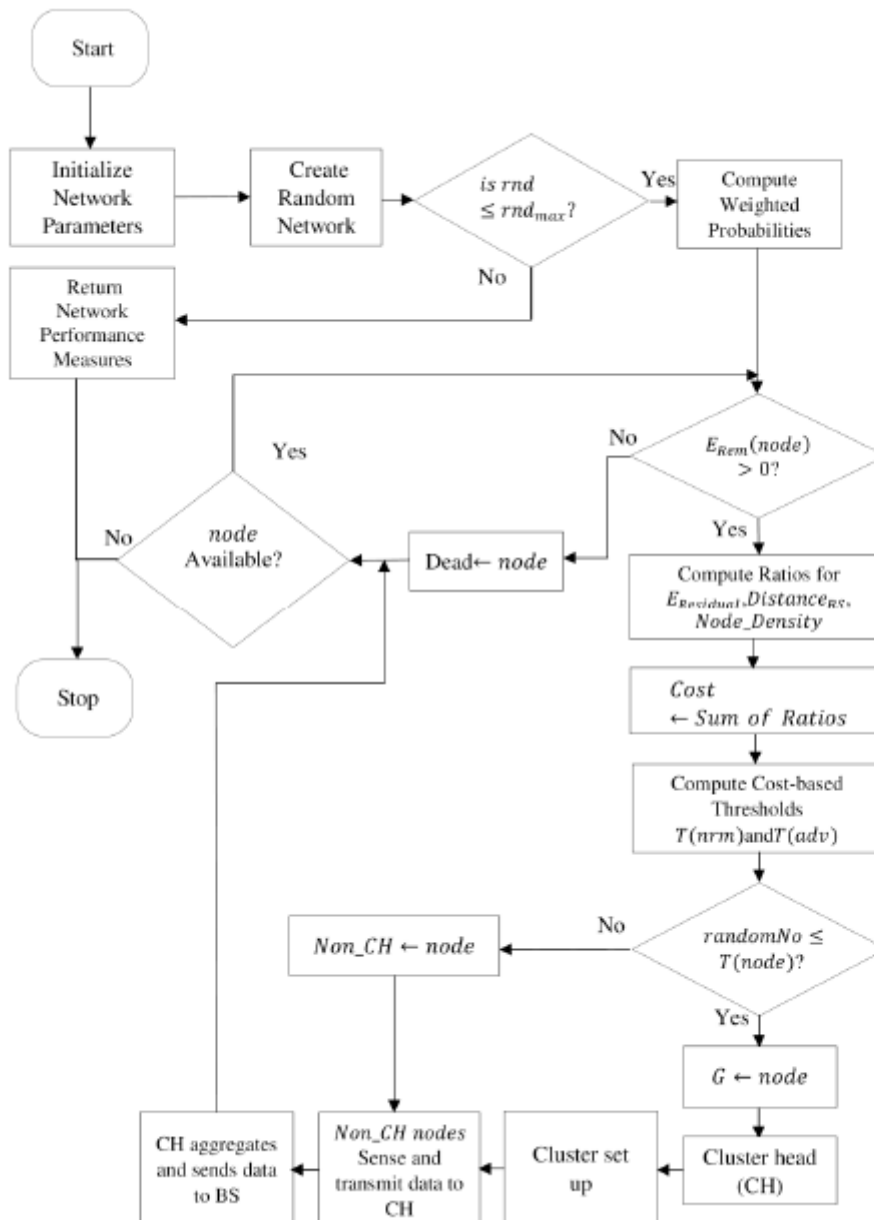 Start
Initialize
Network
Parameters
Create
Random
Network
is rnd
≤ rnd_max?
Yes
Compute
Weighted
Probabilities
No
Return
Network
Performance
Measures
Yes
No
E_Rem(node)
> 0?
No
node
Available?
Dead← node
Yes
Compute Ratios for
E_Residual,Distance_BS,
Node_Density
Stop
Cost
← Sum of Ratios
Compute Cost-based
Thresholds
T(nrm)andT(adv)
No
Non_CH ← node
randomNo ≤
T(node)?
Yes
G ← node
CH aggregates
and sends data
to BS
Non_CH nodes
Sense and
transmit data to
CH
Cluster set
up
Cluster head
(CH)